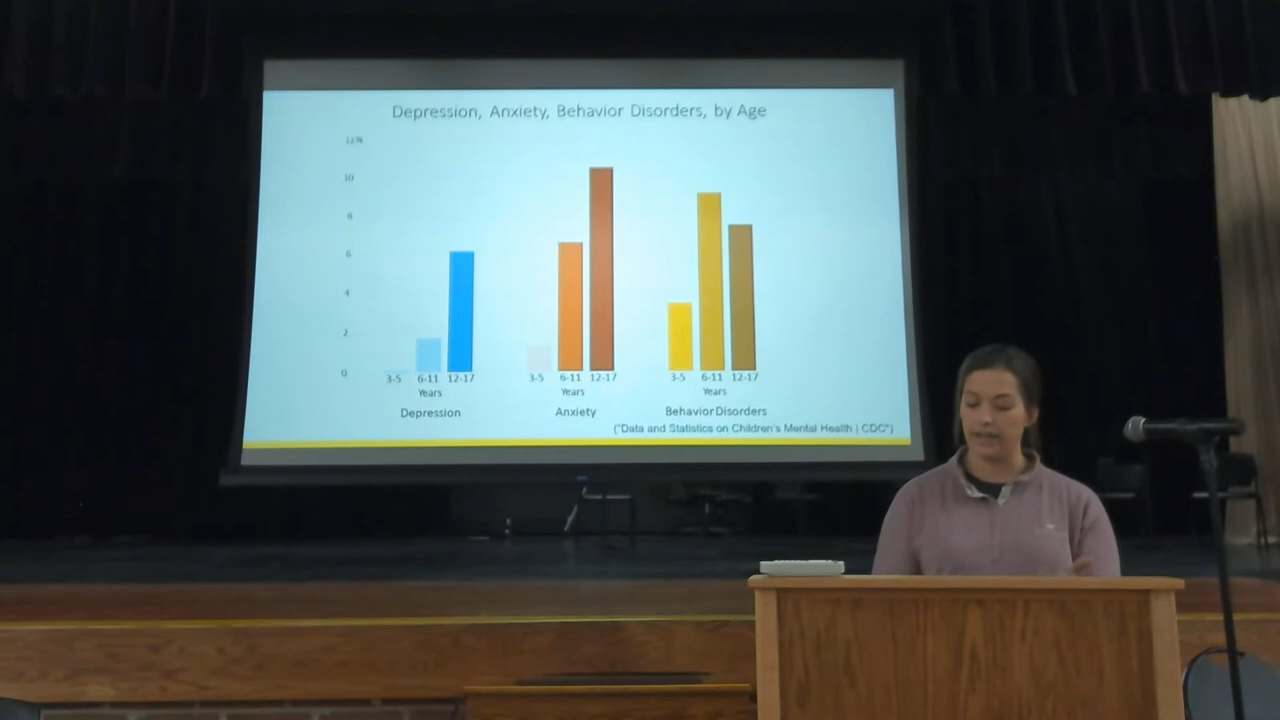 Depression, Anxiety, Behavior Disorders, by Age
12%
10
8
6
4
2
0
3-5 6-11 12-17 3-5 6-11 12-17 3-5 6-11 12-17
Years Years Years
Depression Anxiety Behavior Disorders
("Data and Statistics on Children's Mental Health | CDC")